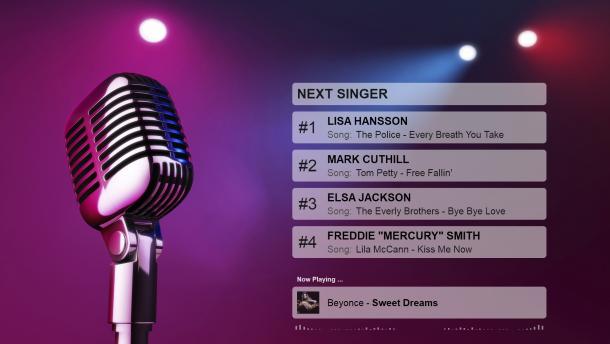 NEXT SINGER
#1
LISA HANSSON
Song: The Police - Every Breath You Take
#2
MARK CUTHILL
Song: Tom Petty - Free Fallin'
#3
ELSA JACKSON
Song: The Everly Brothers - Bye Bye Love
#4
FREDDIE "MERCURY" SMITH
Song: Lila McCann - Kiss Me Now
Now Playing ...
Beyonce - Sweet Dreams